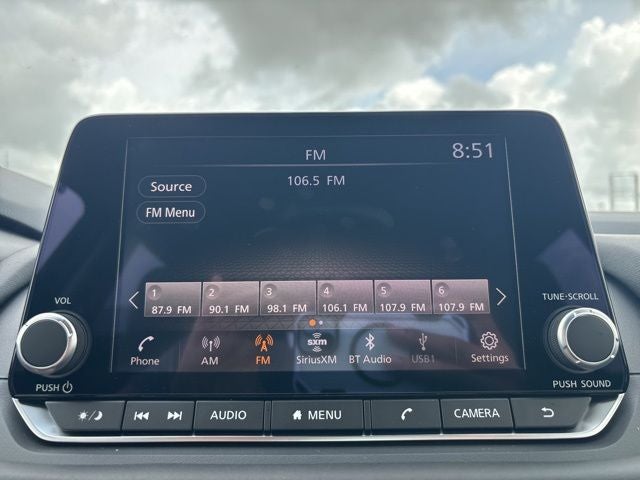 FM
8:51
Source
106.5 FM
FM Menu
1 2 3 4 5 6
87.9 FM 90.1 FM 98.1 FM 106.1 FM 107.9 FM 107.9 FM
VOL
TUNE·SCROLL
Phone AM FM SiriusXM BT Audio USB1 Settings
sxm
PUSH
PUSH SOUND
AUDIO MENU CAMERA